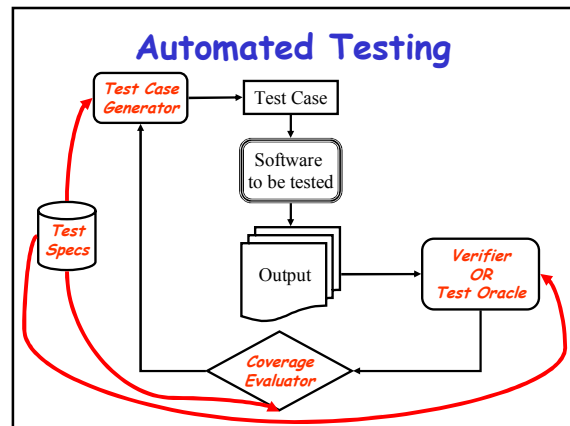 Automated Testing
Test Case
Generator
Test Case
Software
to be tested
Test
Specs
Output
Verifier
OR
Test Oracle
Coverage
Evaluator